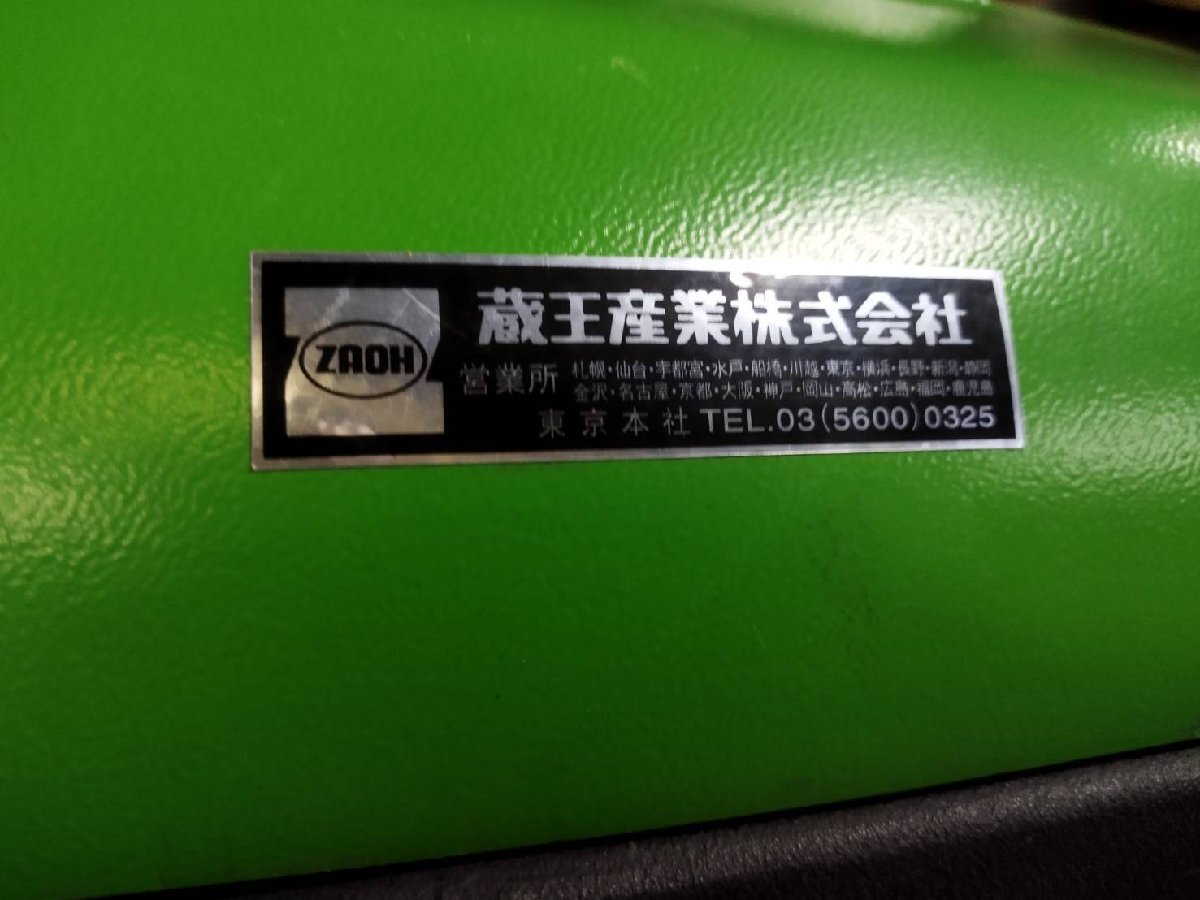 ZAOH
蔵王産業株式会社
営業所
札幌・仙台・宇都宮・水戸・船橋・川越・東京・横浜・長野・新潟・静岡
金沢・名古屋・京都・大阪・神戸・岡山・高松・広島・福岡・鹿児島
東京本社 TEL.03(5600)0325